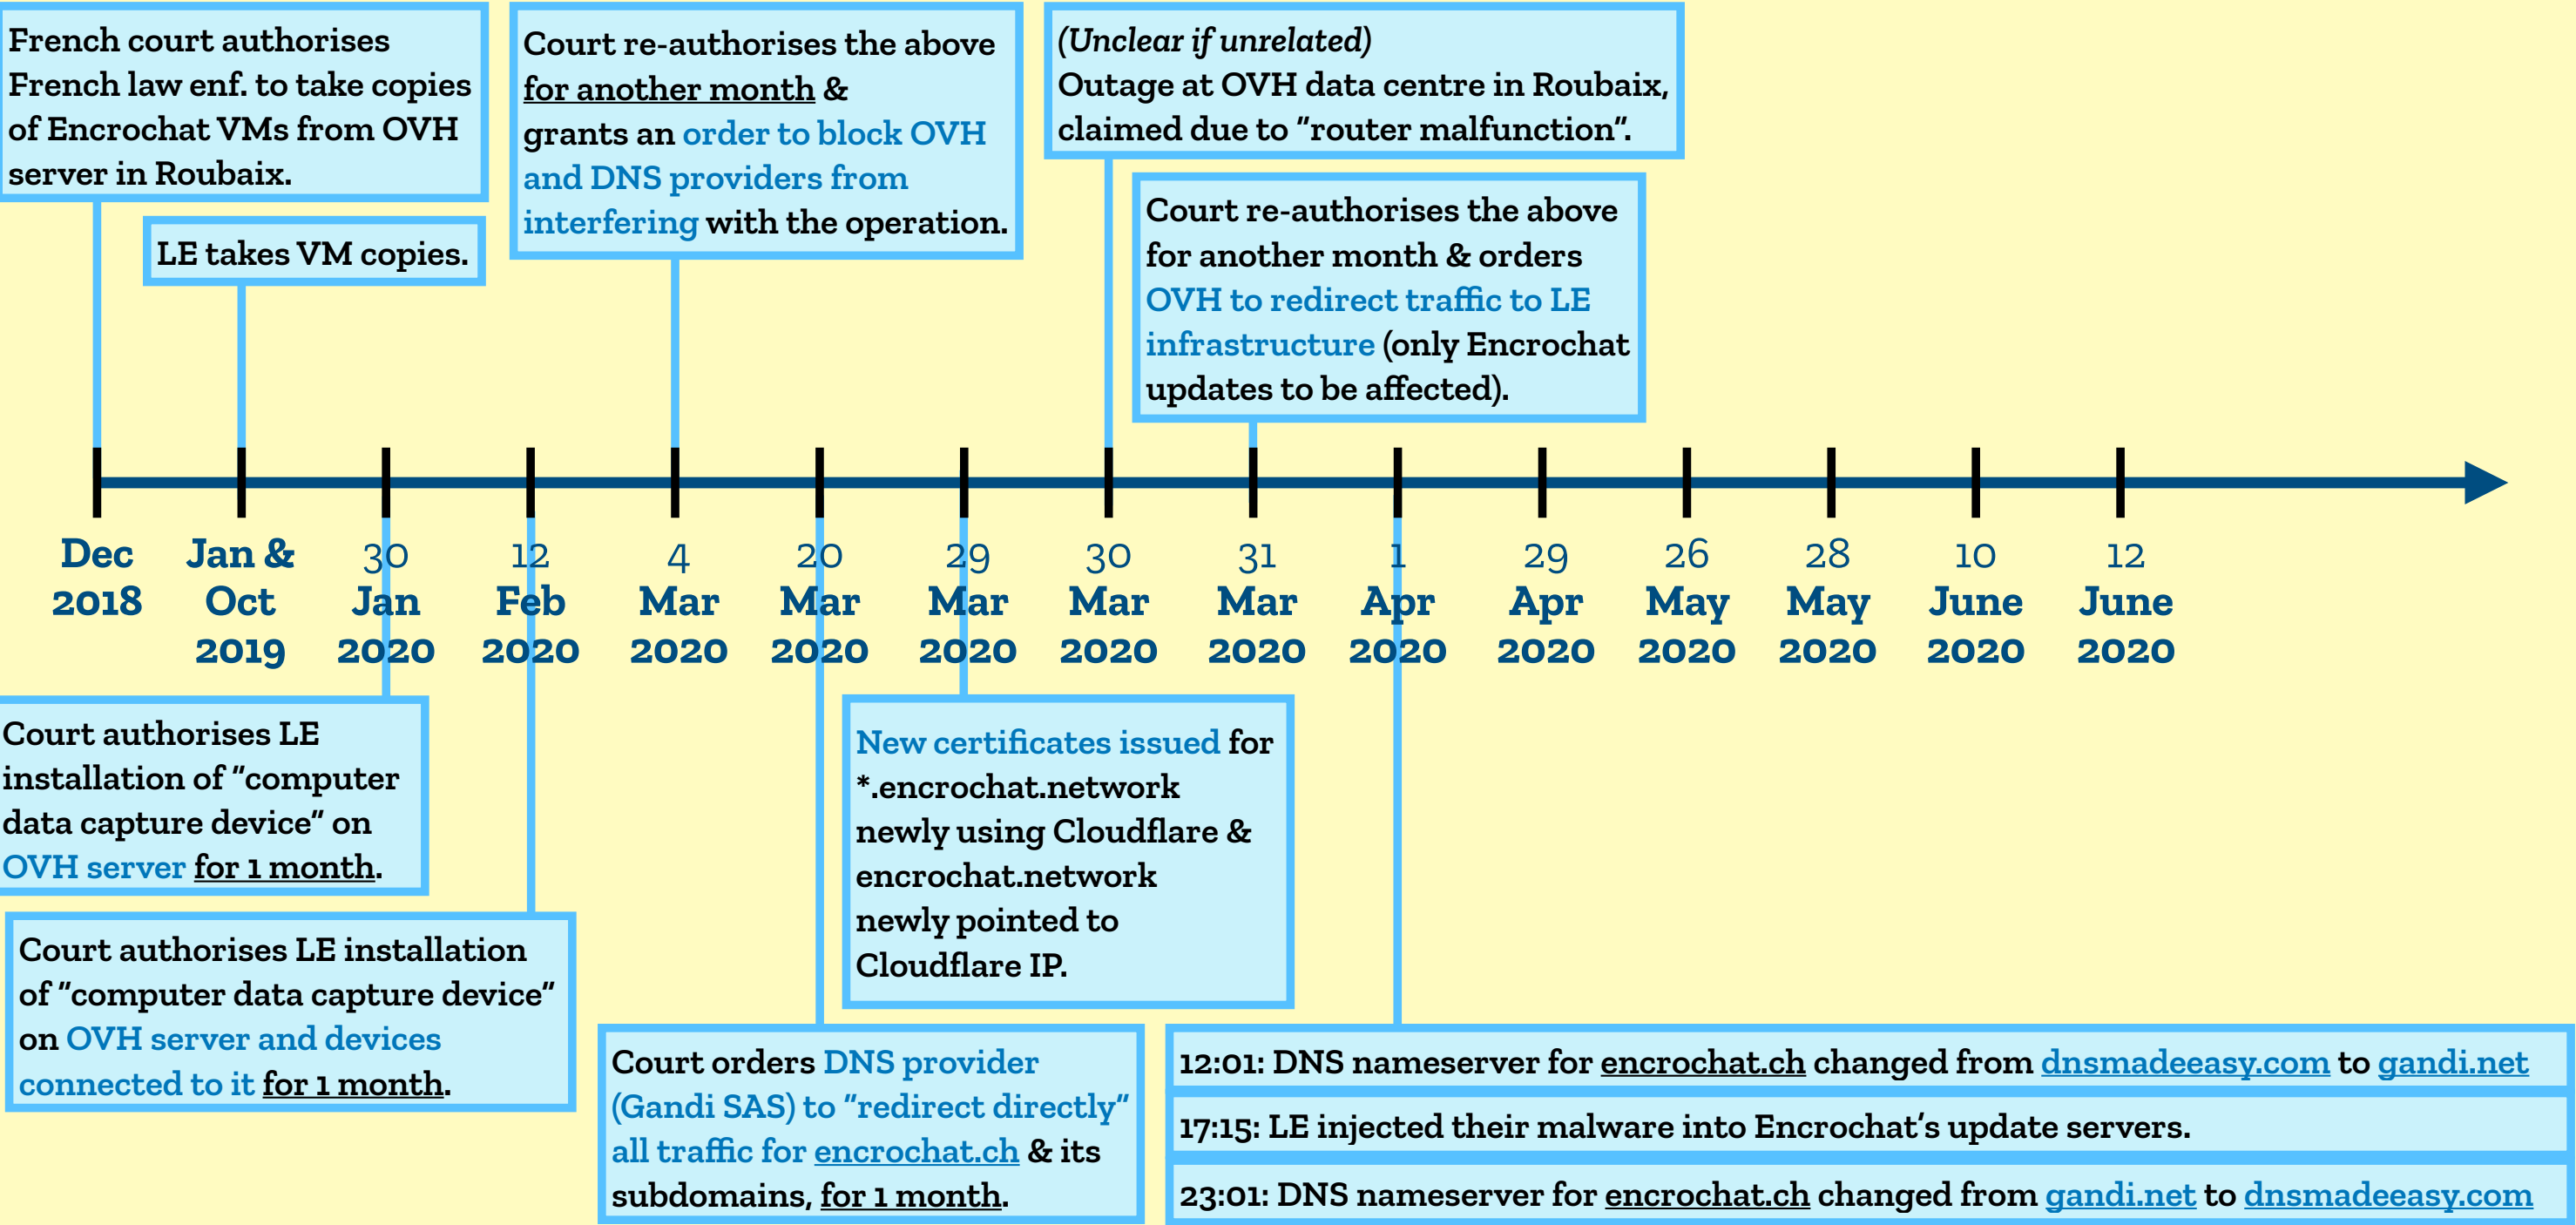 French court authorises
French law enf. to take copies
of Encrochat VMs from OVH
server in Roubaix.
LE takes VM copies.
Court re-authorises the above
for another month &
grants an order to block OVH
and DNS providers from
interfering with the operation.
(Unclear if unrelated)
Outage at OVH data centre in Roubaix,
claimed due to "router malfunction".
Court re-authorises the above
for another month & orders
OVH to redirect traffic to LE
infrastructure (only Encrochat
updates to be affected).
Dec
2018
Jan &
Oct
2019
30
Jan
2020
12
Feb
2020
4
Mar
2020
20
Mar
2020
29
Mar
2020
30
Mar
2020
31
Mar
2020
1
Apr
2020
29
Apr
2020
26
May
2020
28
May
2020
10
June
2020
12
June
2020
Court authorises LE
installation of "computer
data capture device" on
OVH server for 1 month.
Court authorises LE installation
of "computer data capture device"
on OVH server and devices
connected to it for 1 month.
Court orders DNS provider
(Gandi SAS) to "redirect directly"
all traffic for encrochat.ch & its
subdomains, for 1 month.
New certificates issued for
*.encrochat.network
newly using Cloudflare &
encrochat.network
newly pointed to
Cloudflare IP.
12:01: DNS nameserver for encrochat.ch changed from dnsmadeeasy.com to gandi.net
17:15: LE injected their malware into Encrochat's update servers.
23:01: DNS nameserver for encrochat.ch changed from gandi.net to dnsmadeeasy.com